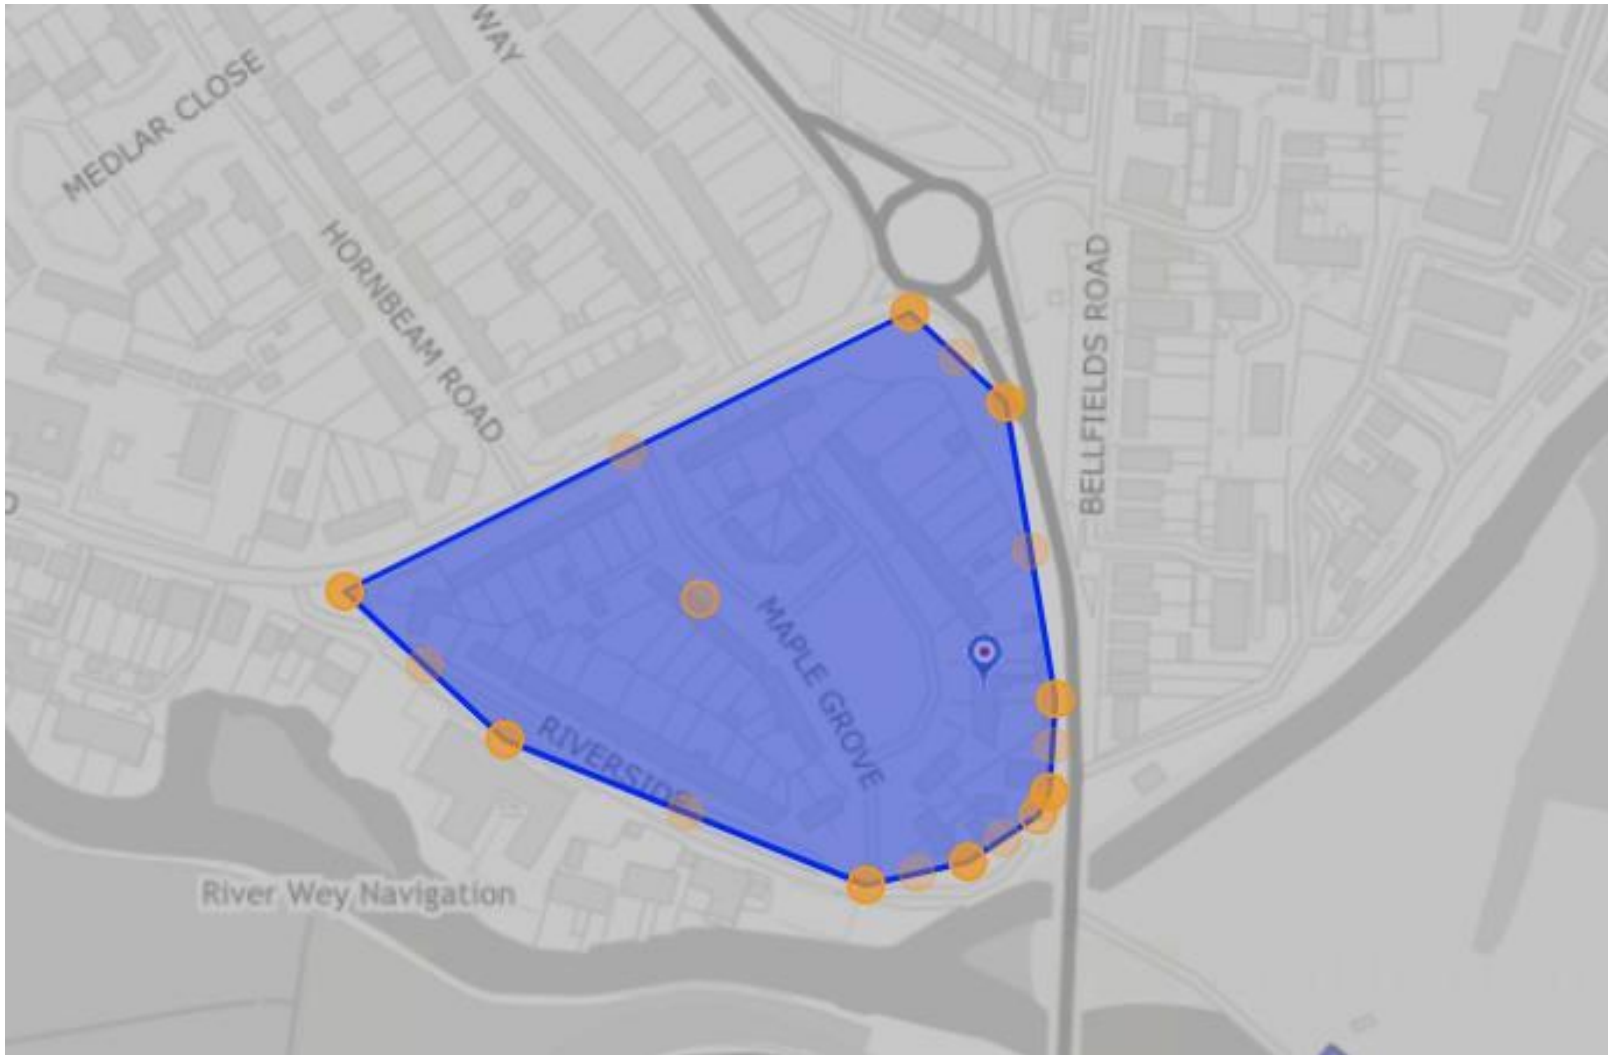 WAY
MEDLAR CLOSE
HORNBEAM ROAD
BELLFIELDS ROAD
MAPLE GROVE
RIVERSIDE
River Wey Navigation